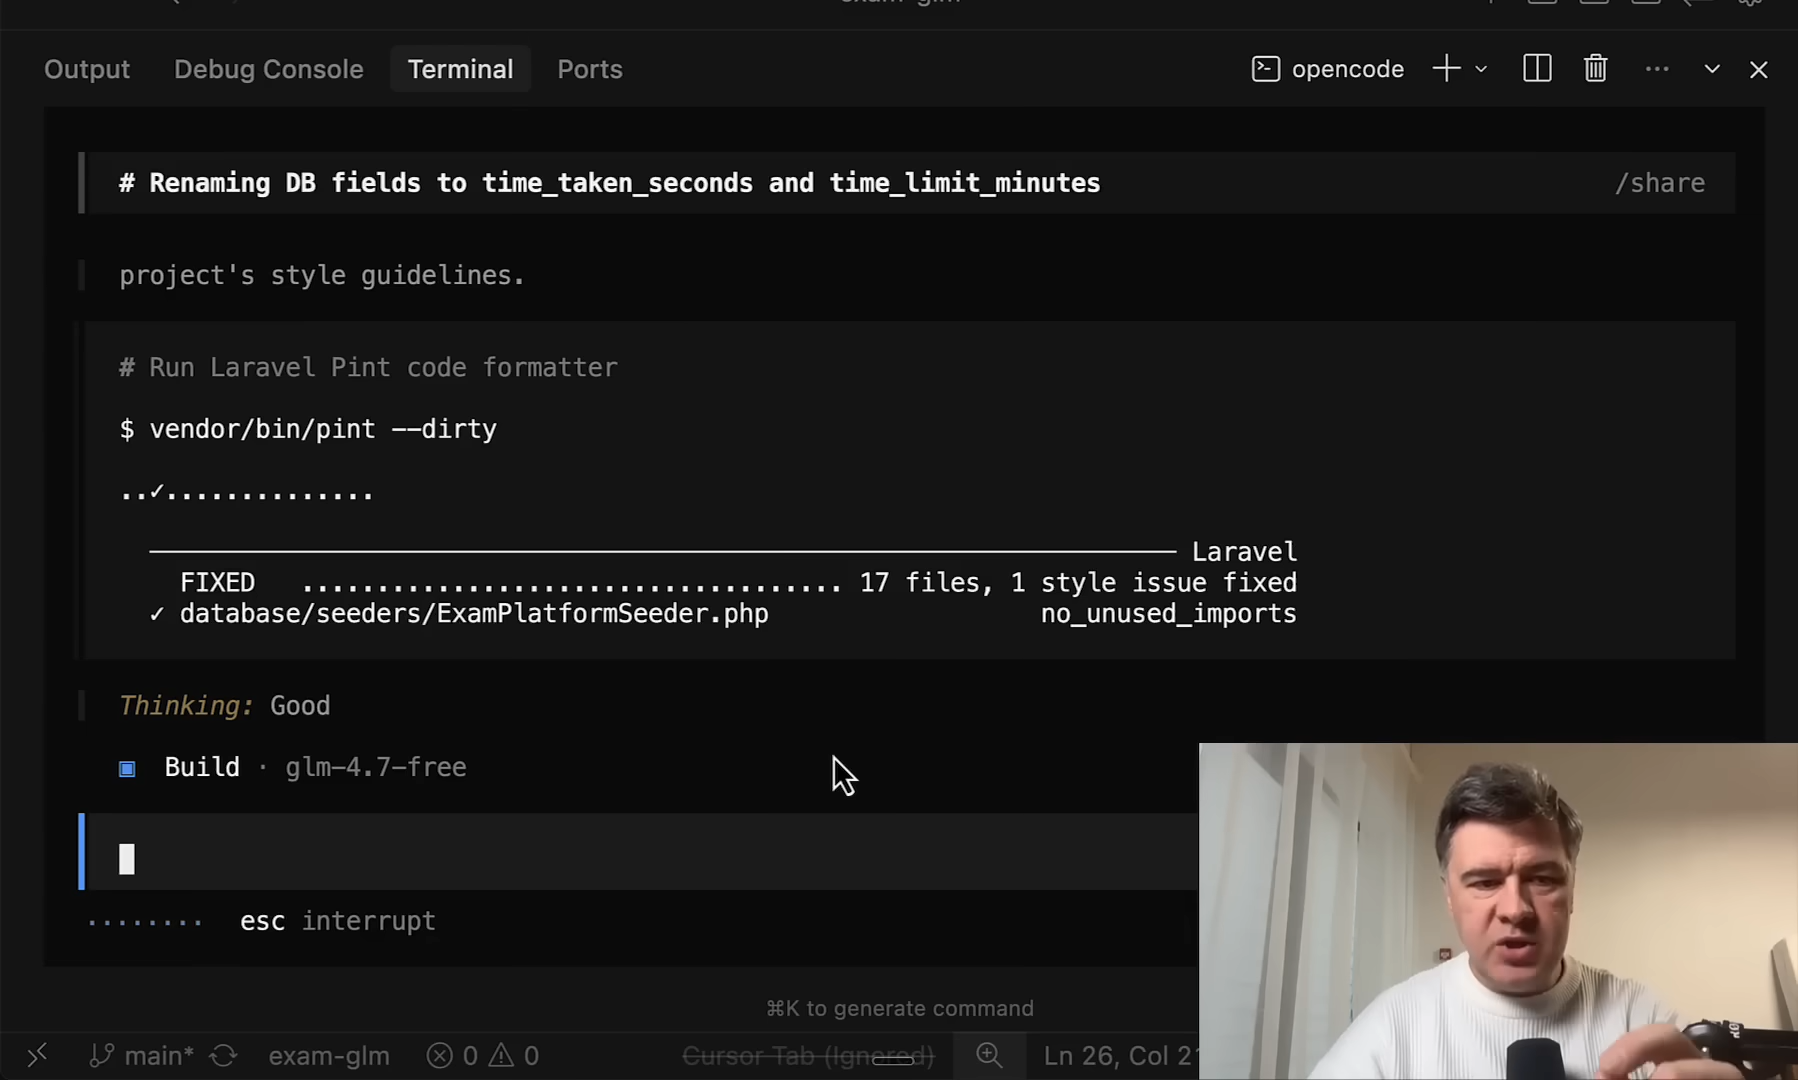 exam-glm
Output Debug Console Terminal Ports opencode
# Renaming DB fields to time_taken_seconds and time_limit_minutes /share
project's style guidelines.
# Run Laravel Pint code formatter
$ vendor/bin/pint --dirty
..✓..............
Laravel
FIXED .................................... 17 files, 1 style issue fixed
✓ database/seeders/ExamPlatformSeeder.php no_unused_imports
Thinking: Good
Build · glm-4.7-free
esc interrupt
⌘K to generate command
main* exam-glm 0 0 Cursor Tab (Ignored) Ln 26, Col 21